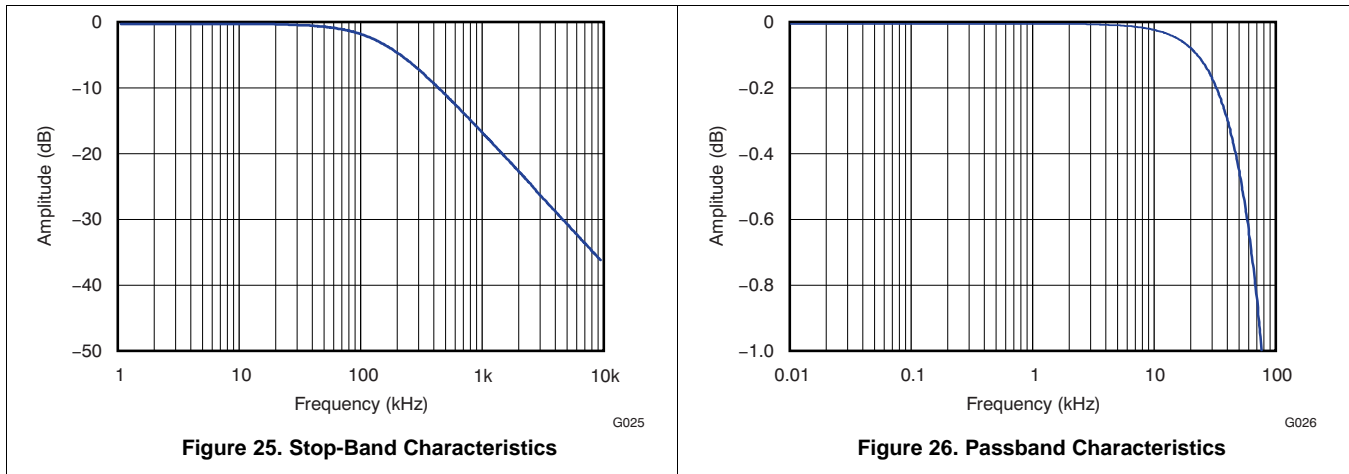 0
−10
−20
−30
−40
−50
Amplitude (dB)
1
10
100
1k
10k
Frequency (kHz)
G025
Figure 25. Stop-Band Characteristics
0
−0.2
−0.4
−0.6
−0.8
−1.0
Amplitude (dB)
0.01
0.1
1
10
100
Frequency (kHz)
G026
Figure 26. Passband Characteristics